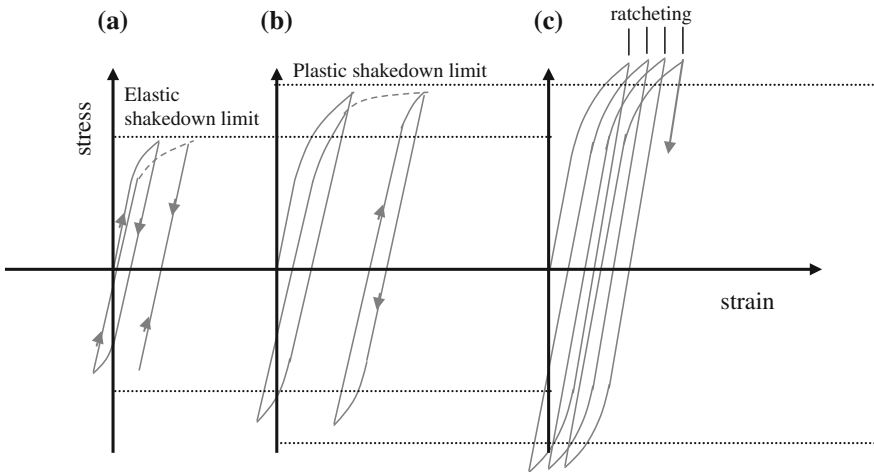 (a)
(b)
(c)
ratcheting
Plastic shakedown limit
Elastic
shakedown limit
stress
strain